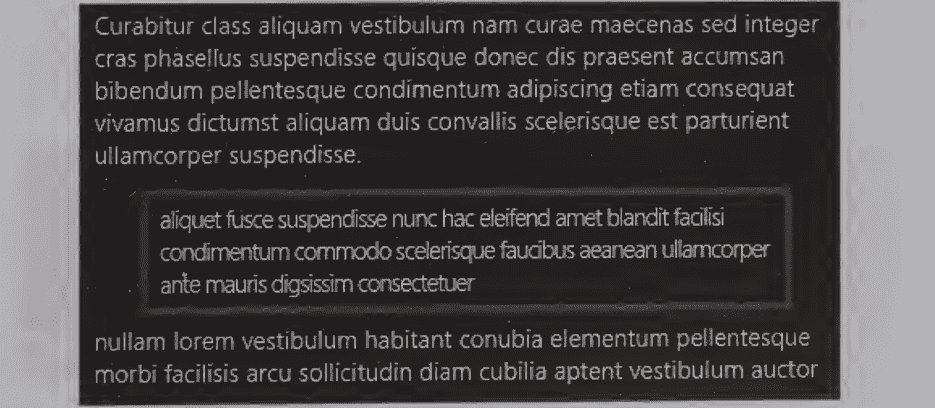 Curabitur class aliquam vestibulum nam curae maecenas sed integer
cras phasellus suspendisse quisque donec dis praesent accumsan
bibendum pellentesque condimentum adipiscing etiam consequat
vivamus dictumst aliquam duis convallis scelerisque est parturient
ullamcorper suspendisse.
aliquet fusce suspendisse nunc hac eleifend amet blandit facilisi
condimentum commodo scelerisque faucibus aeanean ullamcorper
ante mauris digsissim consectetuer
nullam lorem vestibulum habitant conubia elementum pellentesque
morbi facilisis arcu sollicitudin diam cubilia aptent vestibulum auctor